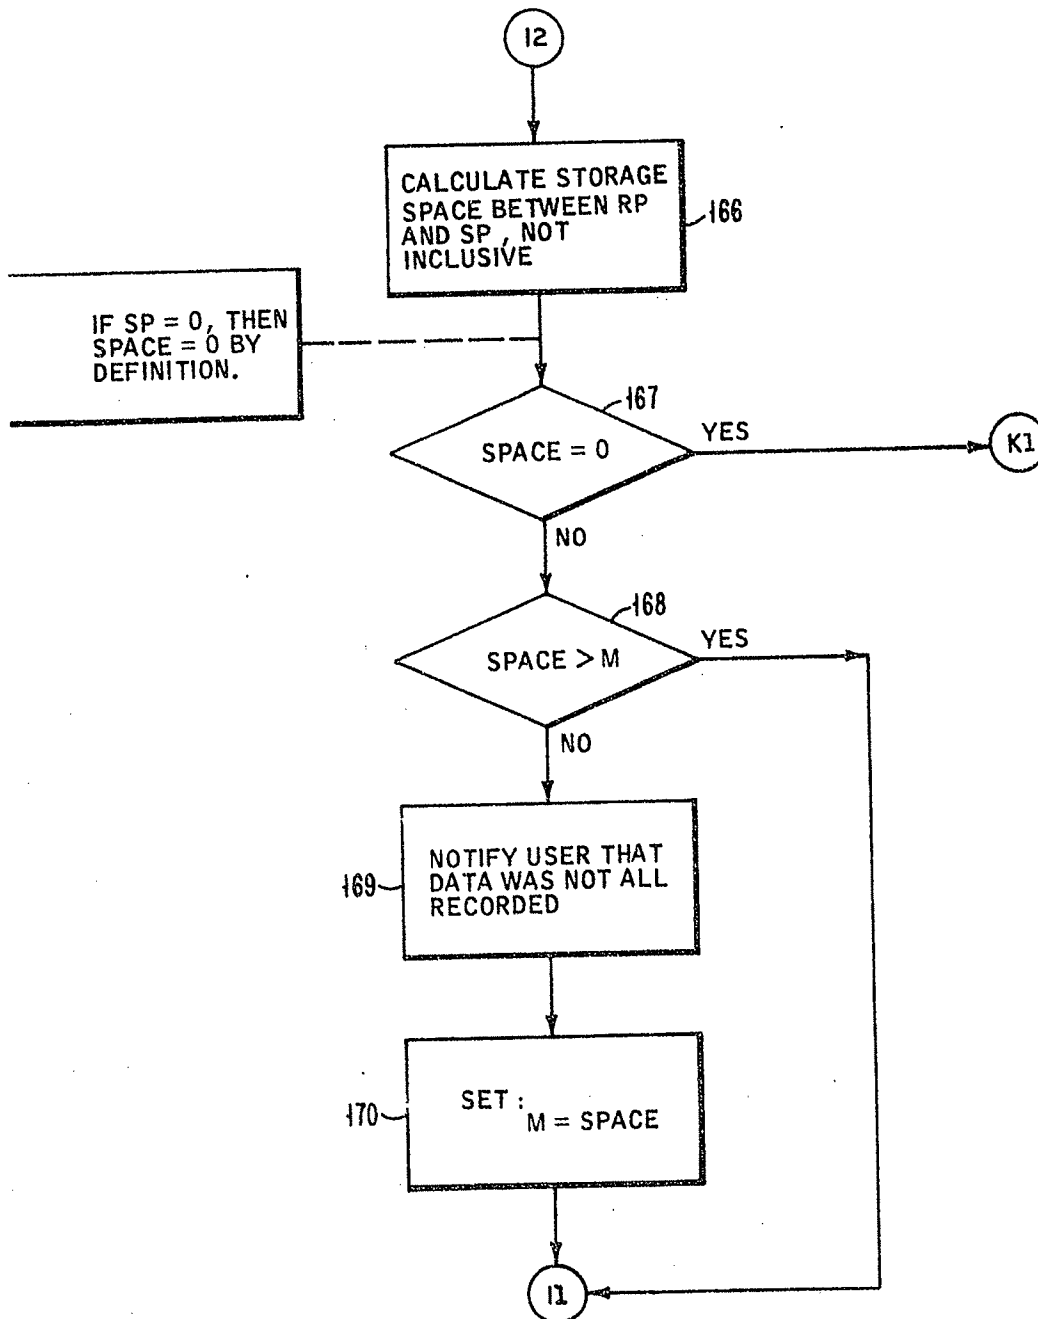 I2
CALCULATE STORAGE
SPACE BETWEEN RP
AND SP, NOT
INCLUSIVE
166
IF SP = 0, THEN
SPACE = 0 BY
DEFINITION.
167
SPACE = 0
YES
K1
NO
168
SPACE > M
YES
NO
NOTIFY USER THAT
DATA WAS NOT ALL
RECORDED
169
SET:
M = SPACE
170
I1